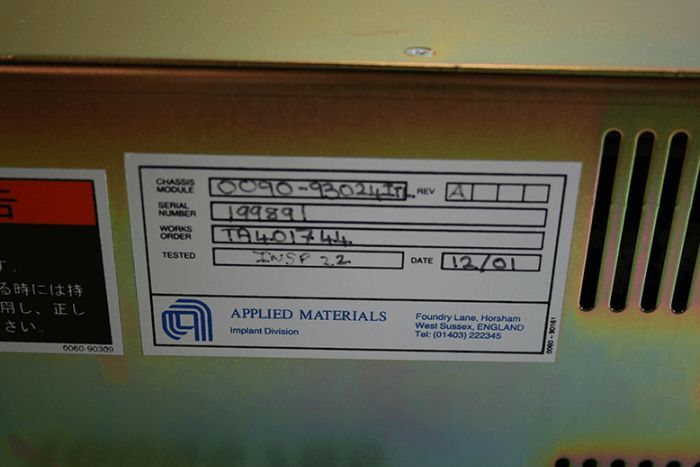 告
す。
る時には持
用し、正し
さい。
0060-90309
CHASSIS MODULE 0090-93024ITL REV A
SERIAL NUMBER 199891
WORKS ORDER TA401744
TESTED INSP 22 DATE 12/01
APPLIED MATERIALS
Implant Division
Foundry Lane, Horsham
West Sussex, ENGLAND
Tel: (01403) 222345
0060-90161